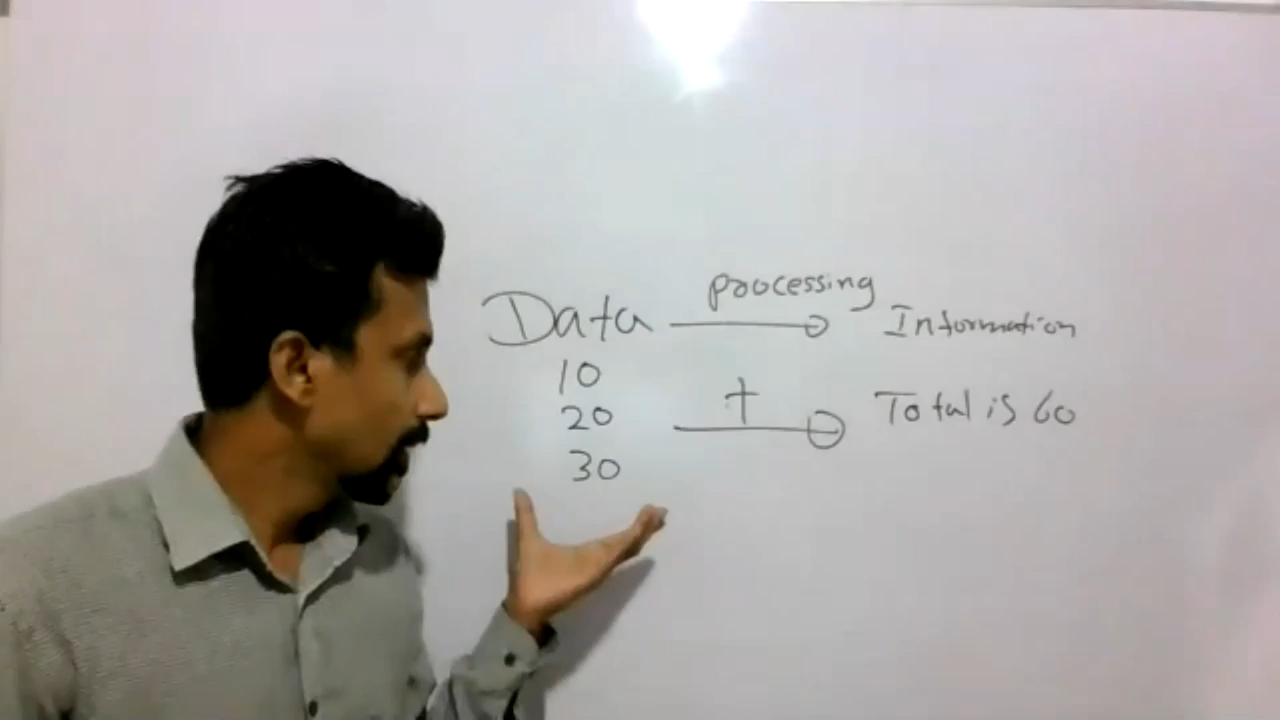 processing
Data Information
10
20 + Total is 60
30